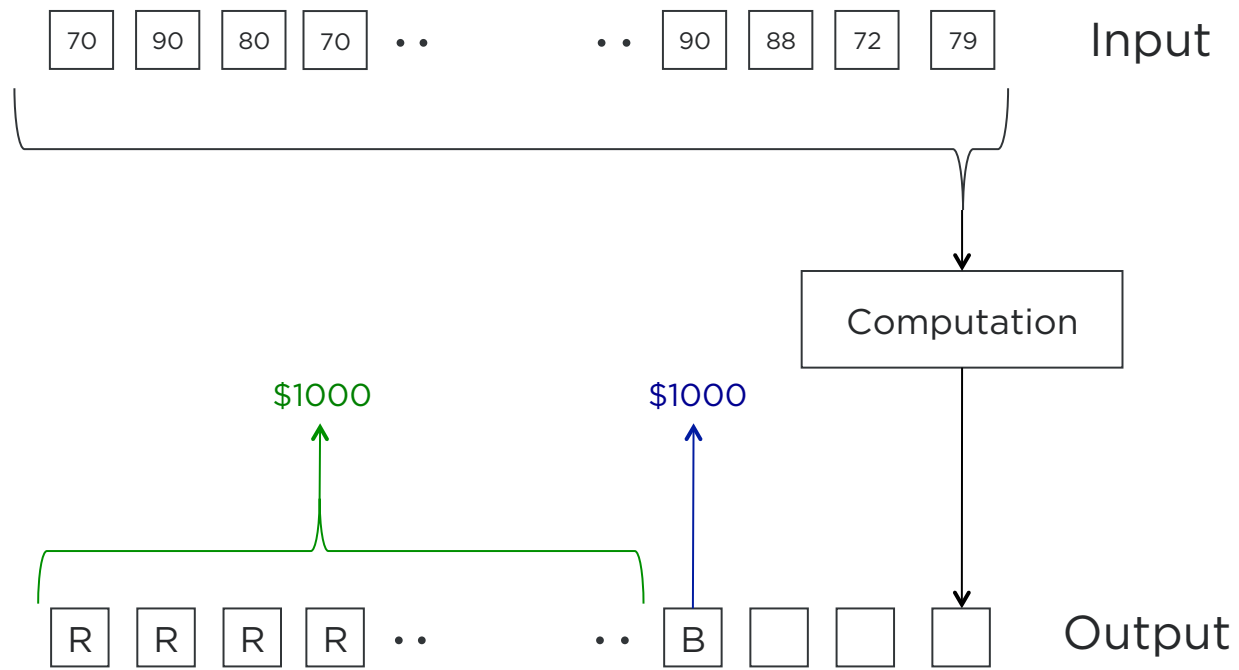 70 90 80 70 • • • • 90 88 72 79 Input
Computation
$1000 $1000
R R R R • • • • B Output